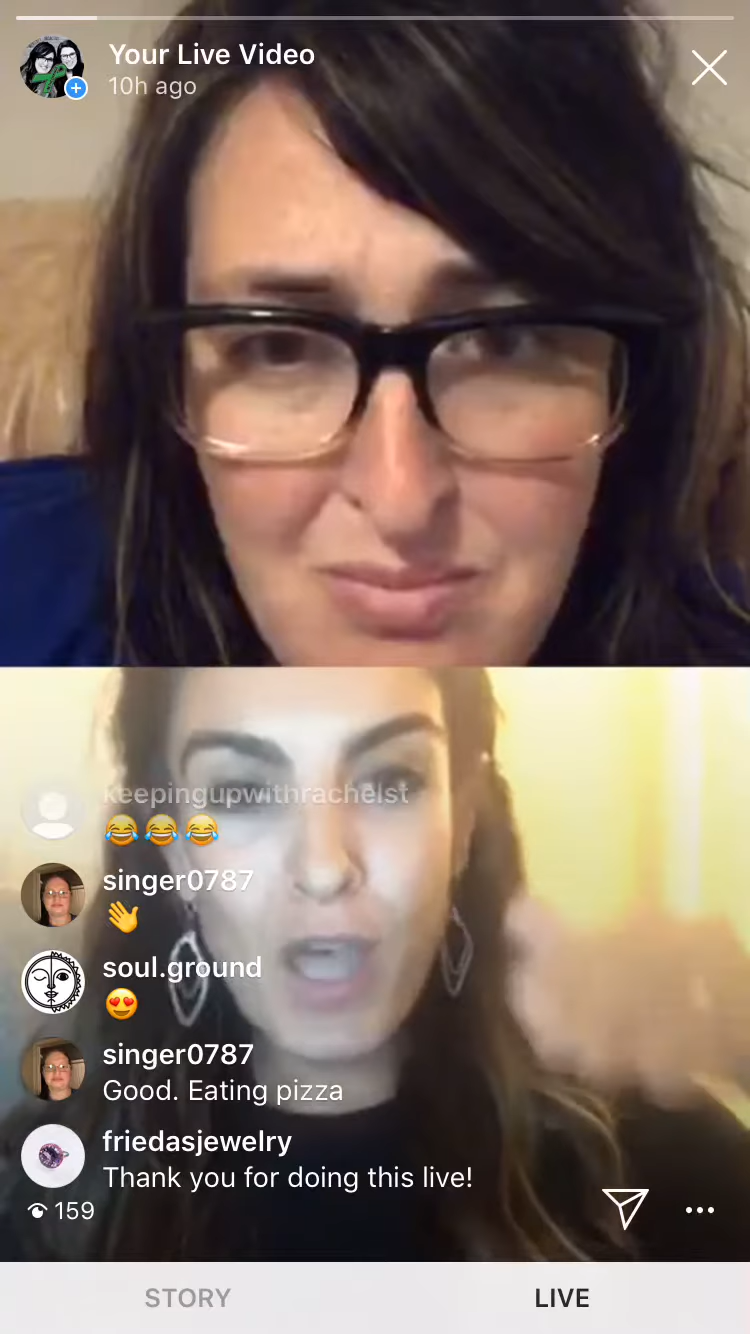 Your Live Video
10h ago
keepingupwithrachelst
😂😂😂
singer0787
👋
soul.ground
😍
singer0787
Good. Eating pizza
friedasjewelry
Thank you for doing this live!
159
STORY
LIVE